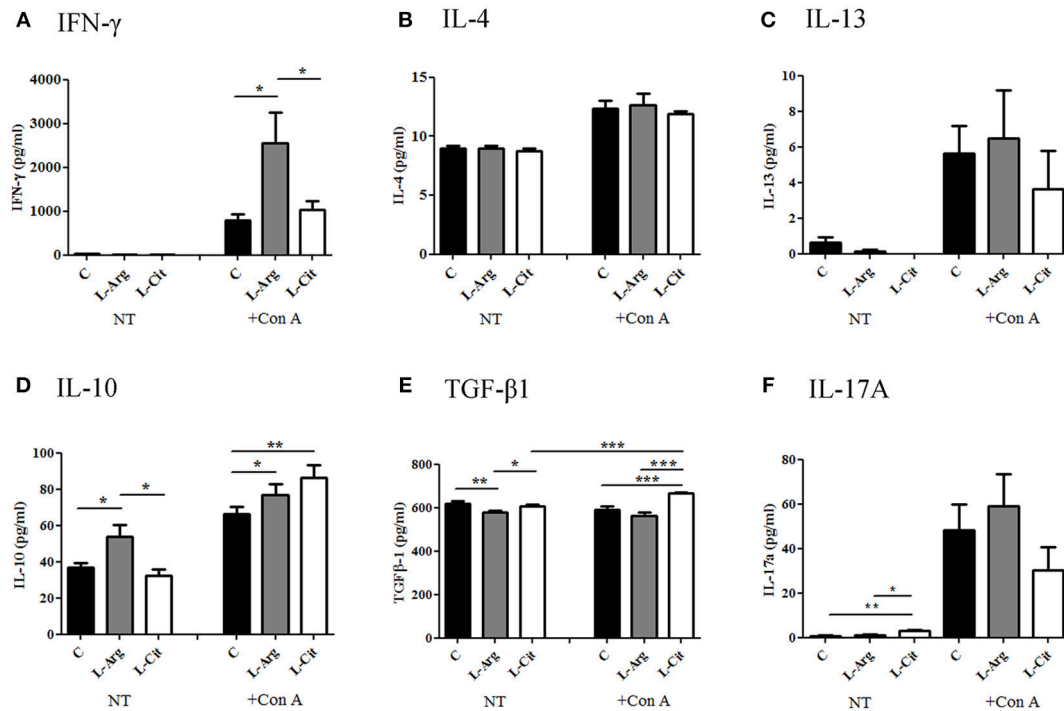 A IFN-γ
4000
3000
2000
1000
0
IFN-γ (pg/ml)
* *
C L-Arg L-Cit C L-Arg L-Cit
NT +Con A
B IL-4
15
10
5
0
IL-4 (pg/ml)
C L-Arg L-Cit C L-Arg L-Cit
NT +Con A
C IL-13
10
8
6
4
2
0
IL-13 (pg/ml)
C L-Arg L-Cit C L-Arg L-Cit
NT +Con A
D IL-10
100
80
60
40
20
0
IL-10 (pg/ml)
* *
**
*
C L-Arg L-Cit C L-Arg L-Cit
NT +Con A
E TGF-β1
800
600
400
200
0
TGFβ-1 (pg/ml)
***
** * ***
***
C L-Arg L-Cit C L-Arg L-Cit
NT +Con A
F IL-17A
80
60
40
20
0
IL-17a (pg/ml)
*
**
C L-Arg L-Cit C L-Arg L-Cit
NT +Con A